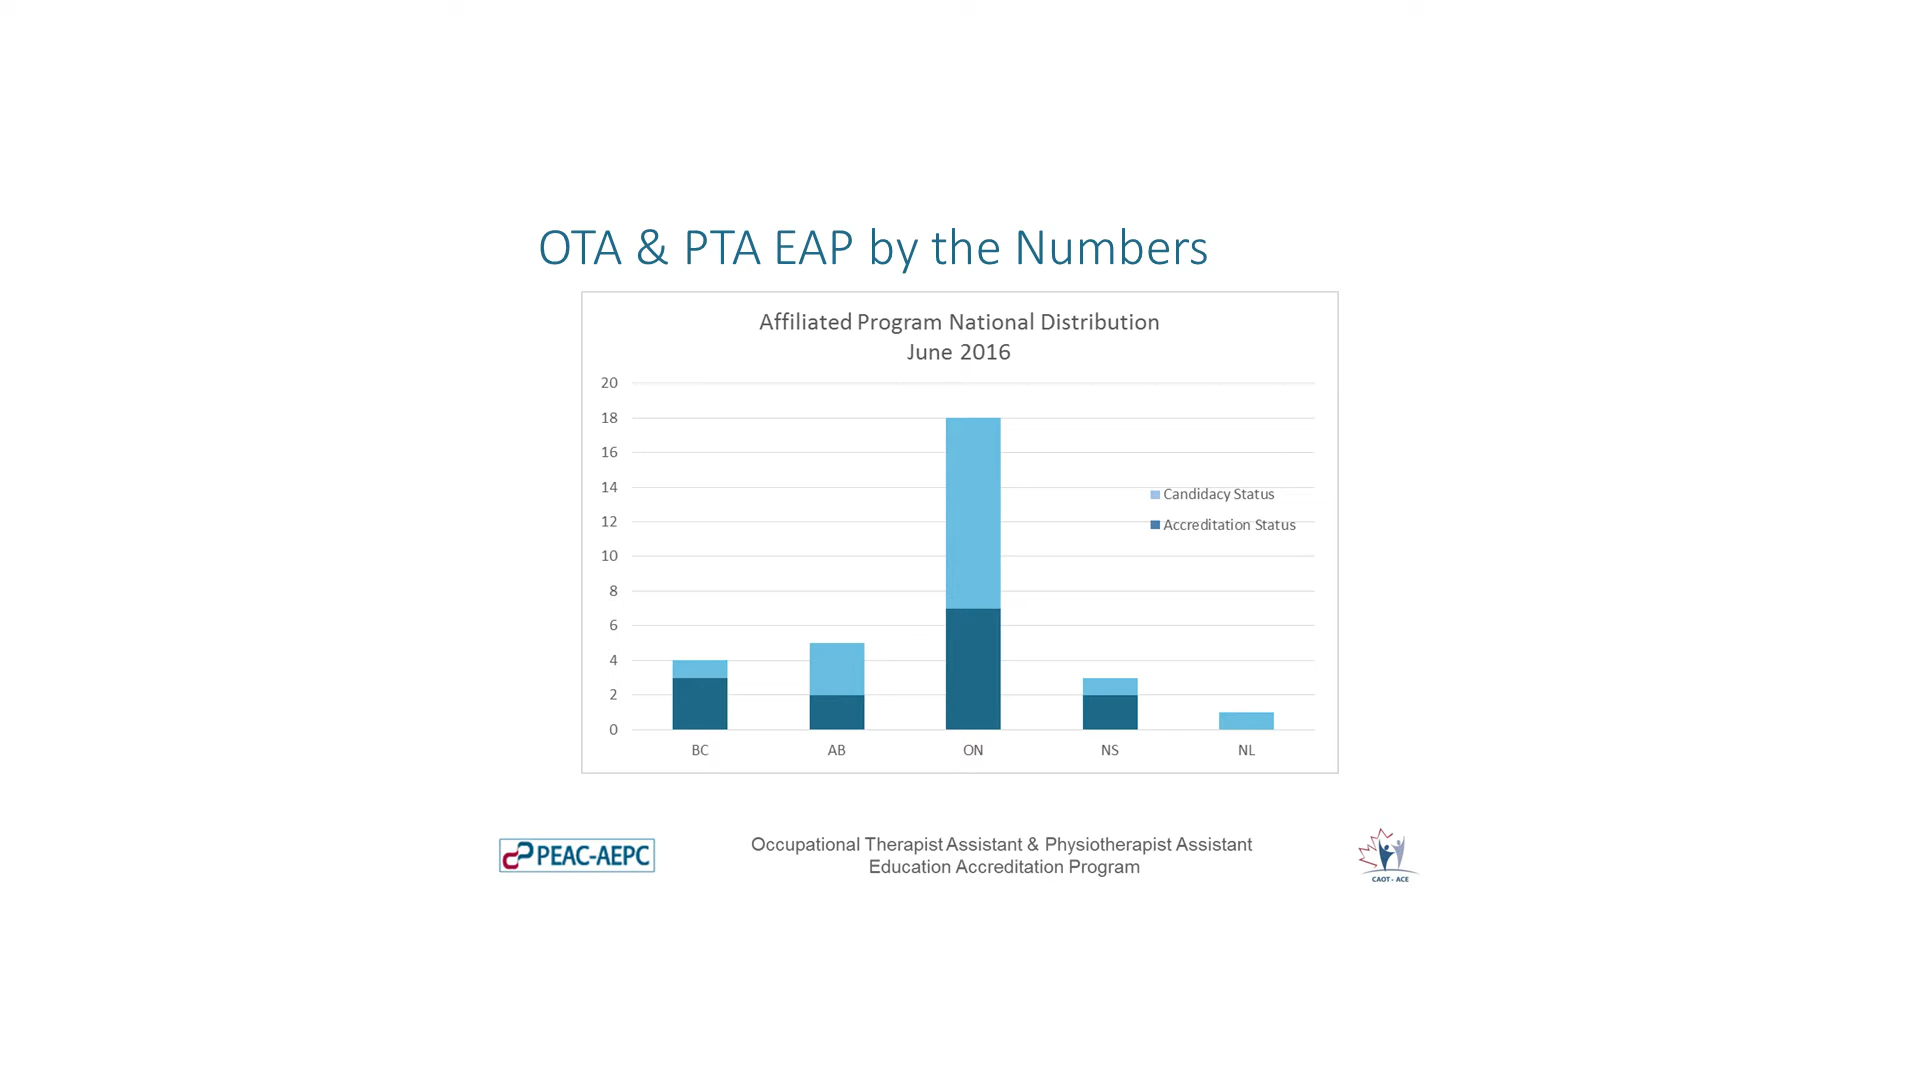 OTA & PTA EAP by the Numbers
Affiliated Program National Distribution
June 2016
20
18
16
14
12
10
8
6
4
2
0
Candidacy Status
Accreditation Status
BC AB ON NS NL
PEAC-AEPC
Occupational Therapist Assistant & Physiotherapist Assistant
Education Accreditation Program
CAOT - ACE